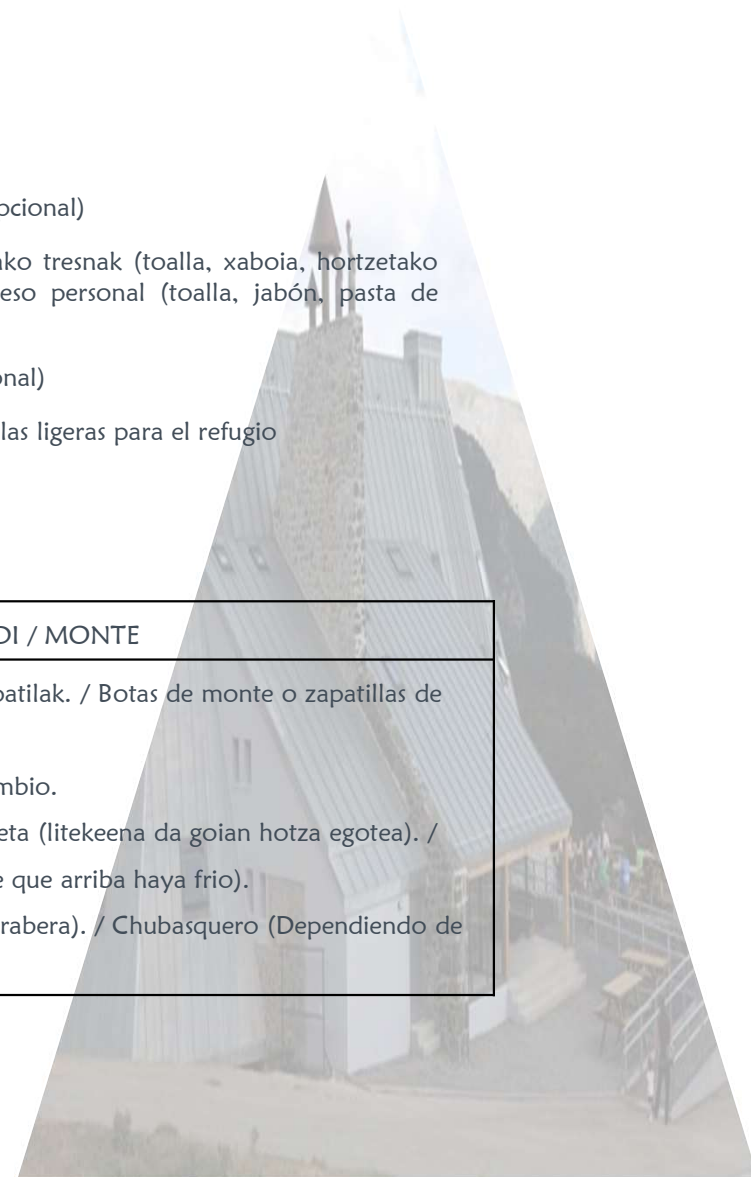 pcional)
ako tresnak (toalla, xaboia, hortzetako
eso personal (toalla, jabón, pasta de
onal)
las ligeras para el refugio
DI / MONTE
patilak. / Botas de monte o zapatillas de
mbio.
eta (litekeena da goian hotza egotea). /
e que arriba haya frio).
rabera). / Chubasquero (Dependiendo de